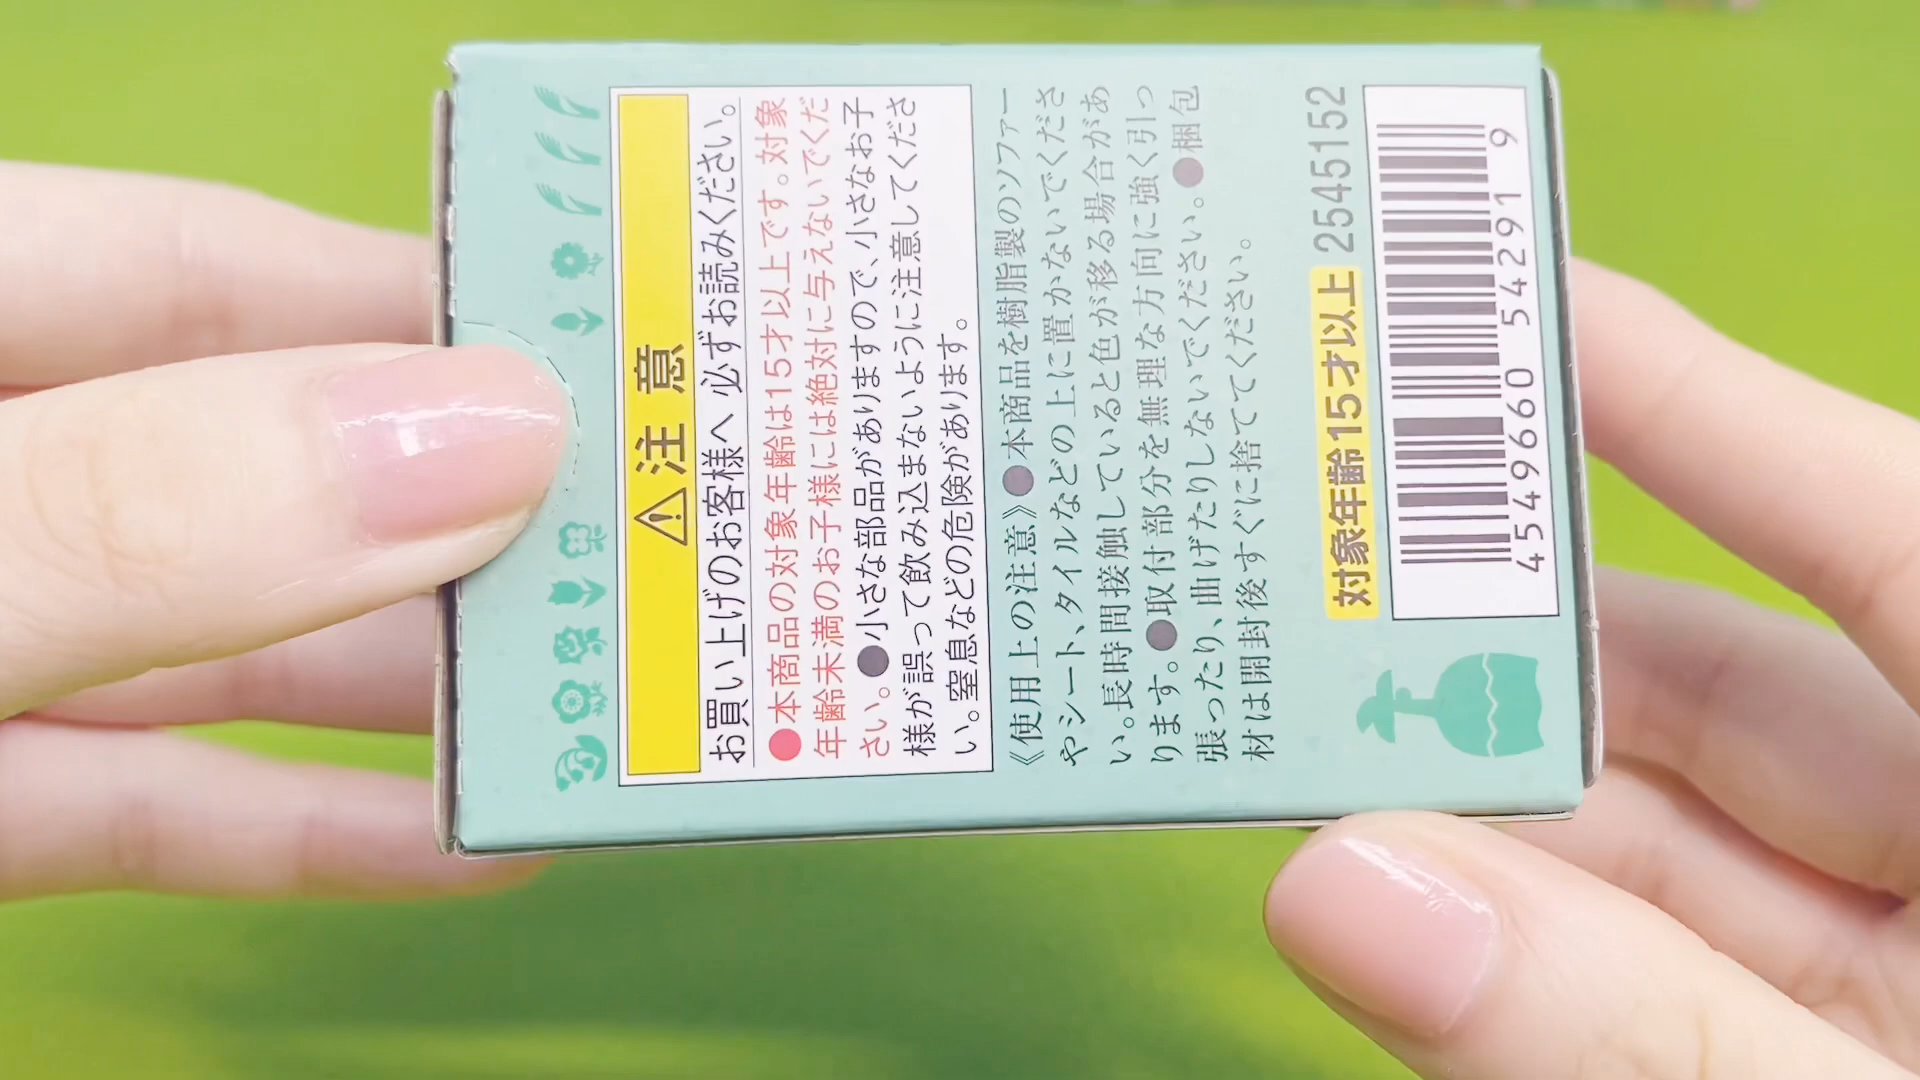 ⚠注意
お買い上げのお客様へ 必ずお読みください。
●本商品の対象年齢は15才以上です。対象
年齢未満のお子様には絶対に与えないでくだ
さい。●小さな部品がありますので、小さなお子
様が誤って飲み込まないように注意してくださ
い。窒息などの危険があります。
《使用上の注意》●本商品を樹脂製のソファー
やシート、タイルなどの上に置かないでくださ
い。長時間接触していると色が移る場合があ
ります。●取付部分を無理な方向に強く引っ
張ったり、曲げたりしないでください。●梱包
材は開封後すぐに捨ててください。
対象年齢15才以上 2545152
4549660 542919